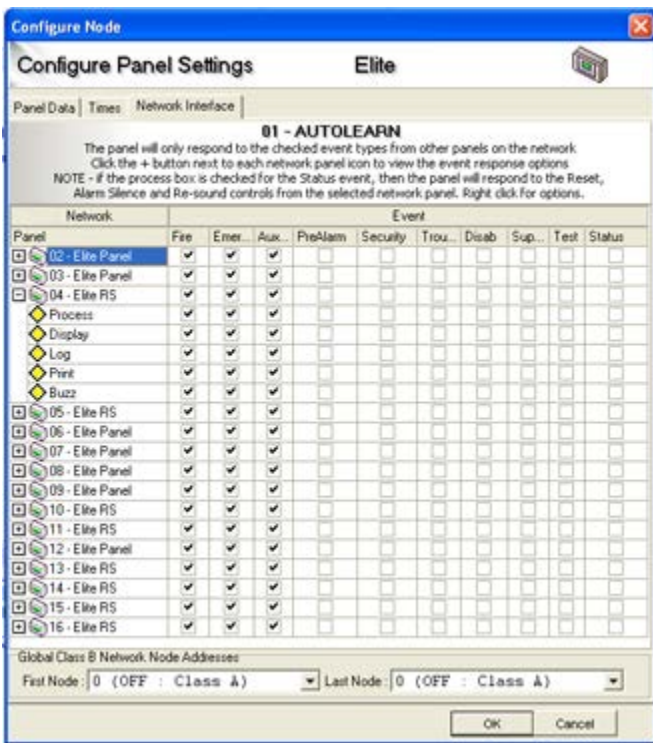 Configure Node
Configure Panel Settings Elite
Panel Data Times Network Interface
01 - AUTOLEARN
The panel will only respond to the checked event types from other panels on the network
Click the + button next to each network panel icon to view the event response options
NOTE - if the process box is checked for the Status event, then the panel will respond to the Reset,
Alarm Silence and Re-sound controls from the selected network panel. Right click for options.
Network Event
Panel Fire Emer... Aux... PreAlarm Security Trou... Disab Sup... Test Status
02 - Elite Panel
03 - Elite Panel
04 - Elite RS
Process
Display
Log
Print
Buzz
05 - Elite RS
06 - Elite Panel
07 - Elite Panel
08 - Elite Panel
09 - Elite Panel
10 - Elite RS
11 - Elite RS
12 - Elite Panel
13 - Elite RS
14 - Elite RS
15 - Elite RS
16 - Elite RS
Global Class B Network Node Addresses
First Node : 0 (OFF : Class A) Last Node : 0 (OFF : Class A)
OK Cancel